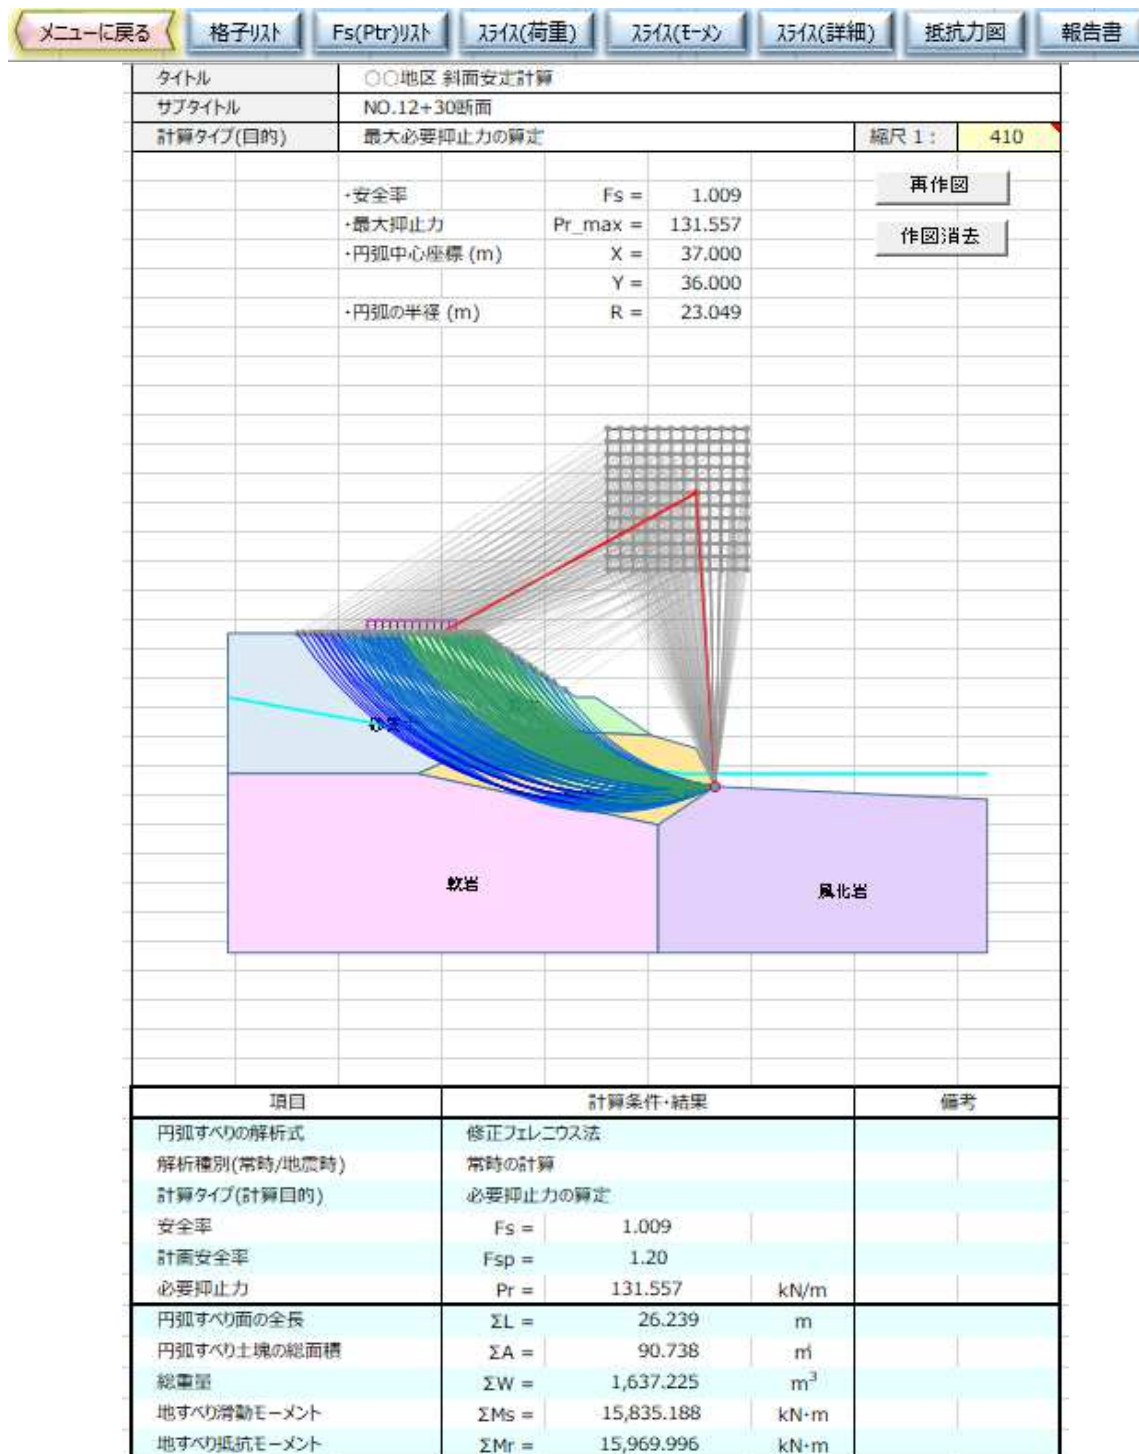 メニューに戻る 格子リスト Fs(Ptr)リスト スライス(荷重) スライス(モーメン スライス(詳細) 抵抗力図 報告書
タイトル ○○地区 斜面安定計算
サブタイトル NO.12+30断面
計算タイプ(目的) 最大必要抑止力の算定 縮尺 1: 410
・安全率 Fs = 1.009
再作図
・最大抑止力 Pr_max = 131.557
作図消去
・円弧中心座標 (m) X = 37.000
Y = 36.000
・円弧の半径 (m) R = 23.049
軟岩
風化岩
項目 計算条件・結果 備考
円弧すべりの解析式 修正フェレニウス法
解析種別(常時/地震時) 常時の計算
計算タイプ(計算目的) 必要抑止力の算定
安全率 Fs = 1.009
計画安全率 Fsp = 1.20
必要抑止力 Pr = 131.557 kN/m
円弧すべり面の全長 ΣL = 26.239 m
円弧すべり土塊の総面積 ΣA = 90.738 ㎡
総重量 ΣW = 1,637.225 m³
地すべり滑動モーメント ΣMs = 15,835.188 kN・m
地すべり抵抗モーメント ΣMr = 15,969.996 kN・m